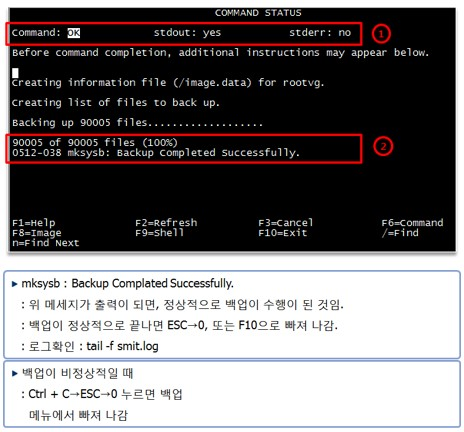 COMMAND STATUS
Command: OK stdout: yes stderr: no
①
Before command completion, additional instructions may appear below.
Creating information file (/image.data) for rootvg.
Creating list of files to back up.
Backing up 90005 files...................
90005 of 90005 files (100%)
0512-038 mksysb: Backup Completed Successfully.
②
F1=Help F2=Refresh F3=Cancel F6=Command
F8=Image F9=Shell F10=Exit /=Find
n=Find Next
▶ mksysb : Backup Complated Successfully.
: 위 메세지가 출력이 되면, 정상적으로 백업이 수행이 된 것임.
: 백업이 정상적으로 끝나면 ESC→0, 또는 F10으로 빠져 나감.
: 로그확인 : tail -f smit.log
▶ 백업이 비정상적일 때
: Ctrl + C→ESC→0 누르면 백업
메뉴에서 빠져 나감